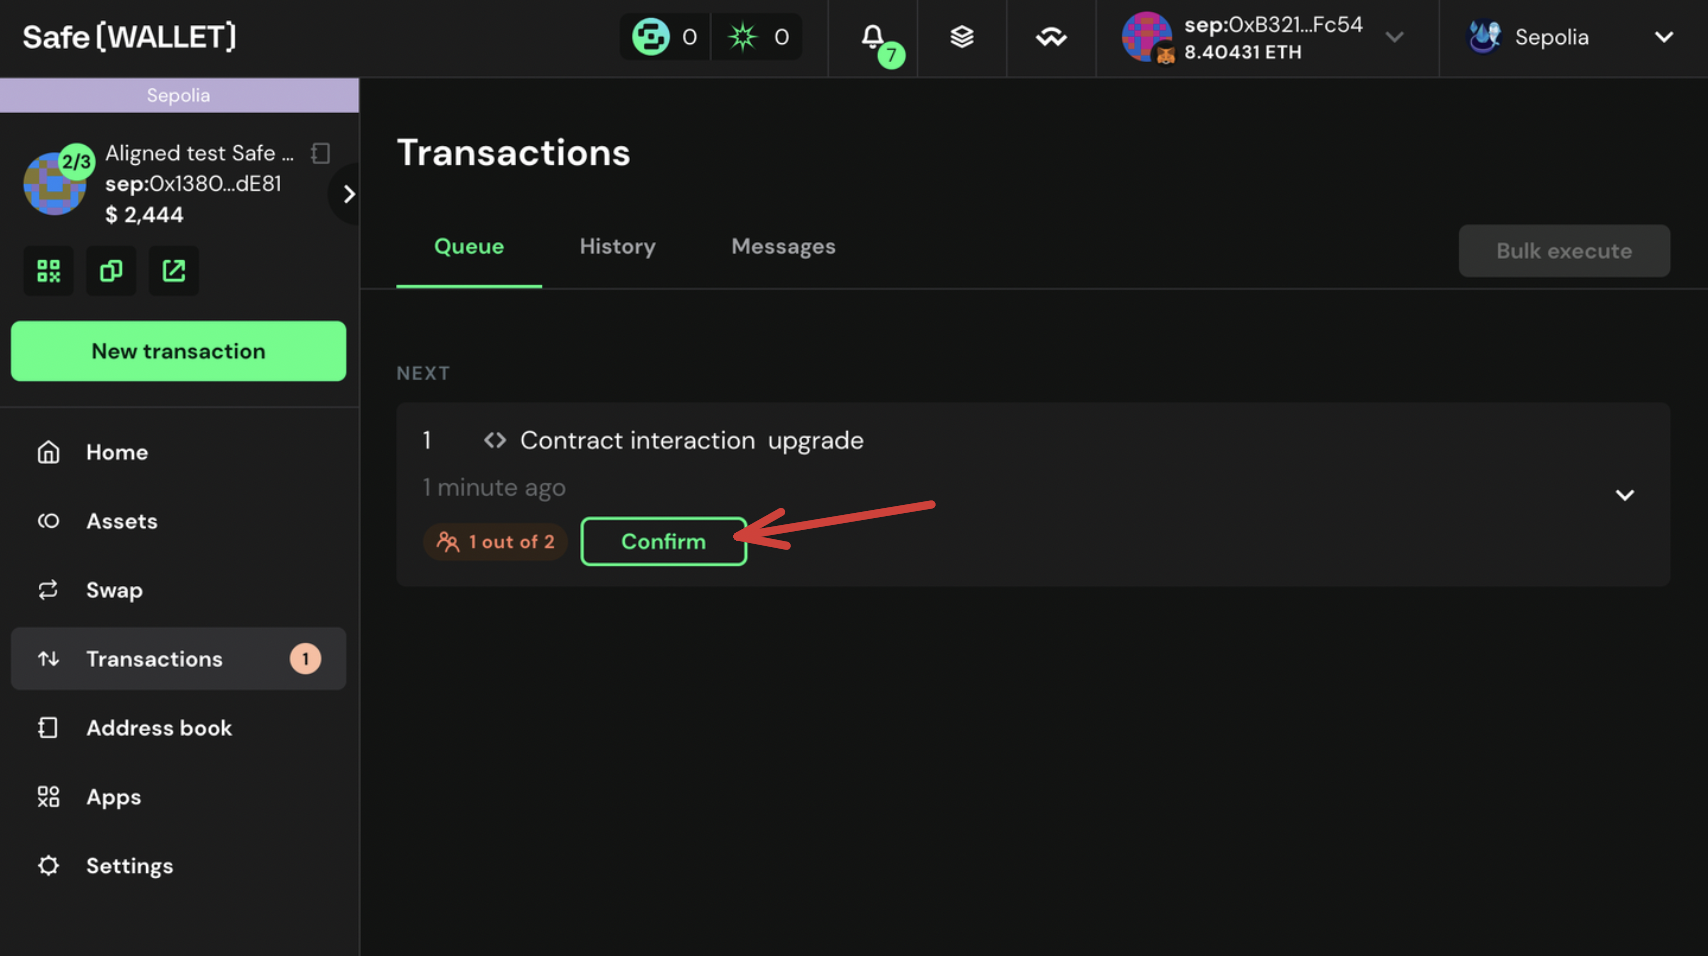 Safe{WALLET}
0
0
7
sep:0xB321...Fc54
8.40431 ETH
Sepolia
Sepolia
2/3
Aligned test Safe ...
sep:0x1380...dE81
$ 2,444
New transaction
Home
Assets
Swap
Transactions
1
Address book
Apps
Settings
Transactions
Queue
History
Messages
Bulk execute
NEXT
1
<> Contract interaction upgrade
1 minute ago
1 out of 2
Confirm